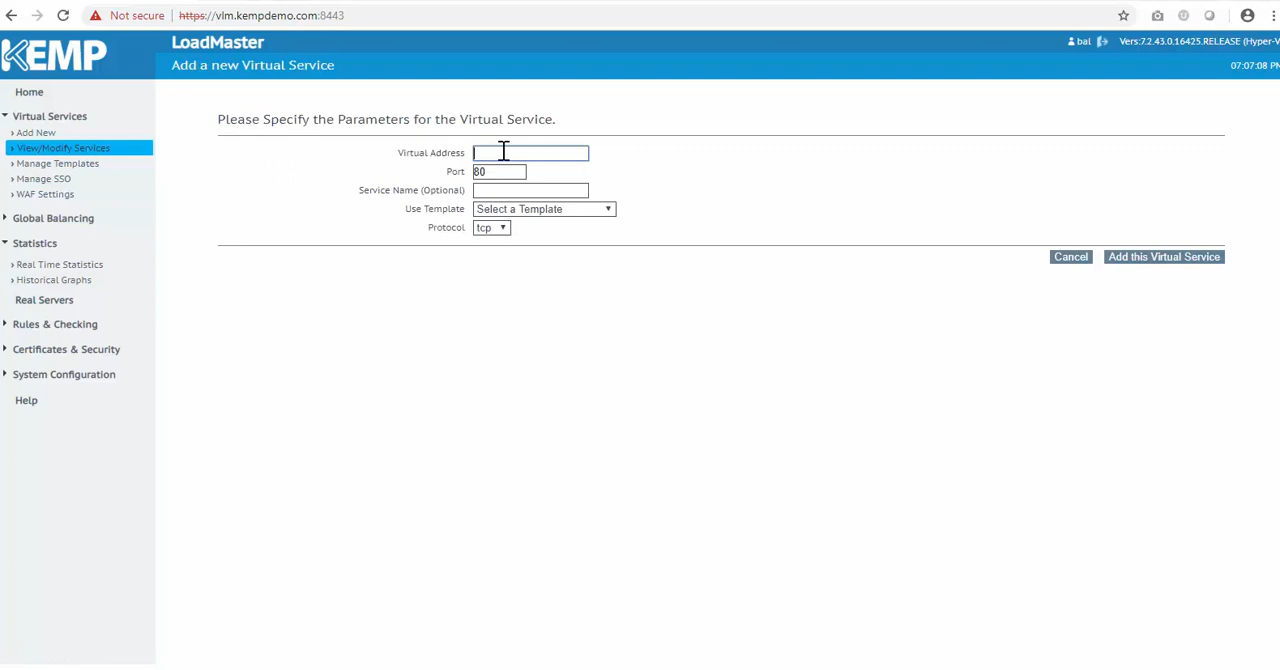 Not secure | https://vlm.kempdemo.com:8443
KEMP
LoadMaster
bal
Vers:7.2.43.0.16425.RELEASE (Hyper-V
Add a new Virtual Service
07:07:08 PM
Home
Virtual Services
› Add New
› View/Modify Services
› Manage Templates
› Manage SSO
› WAF Settings
Global Balancing
Statistics
› Real Time Statistics
› Historical Graphs
Real Servers
Rules & Checking
Certificates & Security
System Configuration
Help
Please Specify the Parameters for the Virtual Service.
Virtual Address
Port 80
Service Name (Optional)
Use Template Select a Template
Protocol tcp
Cancel Add this Virtual Service